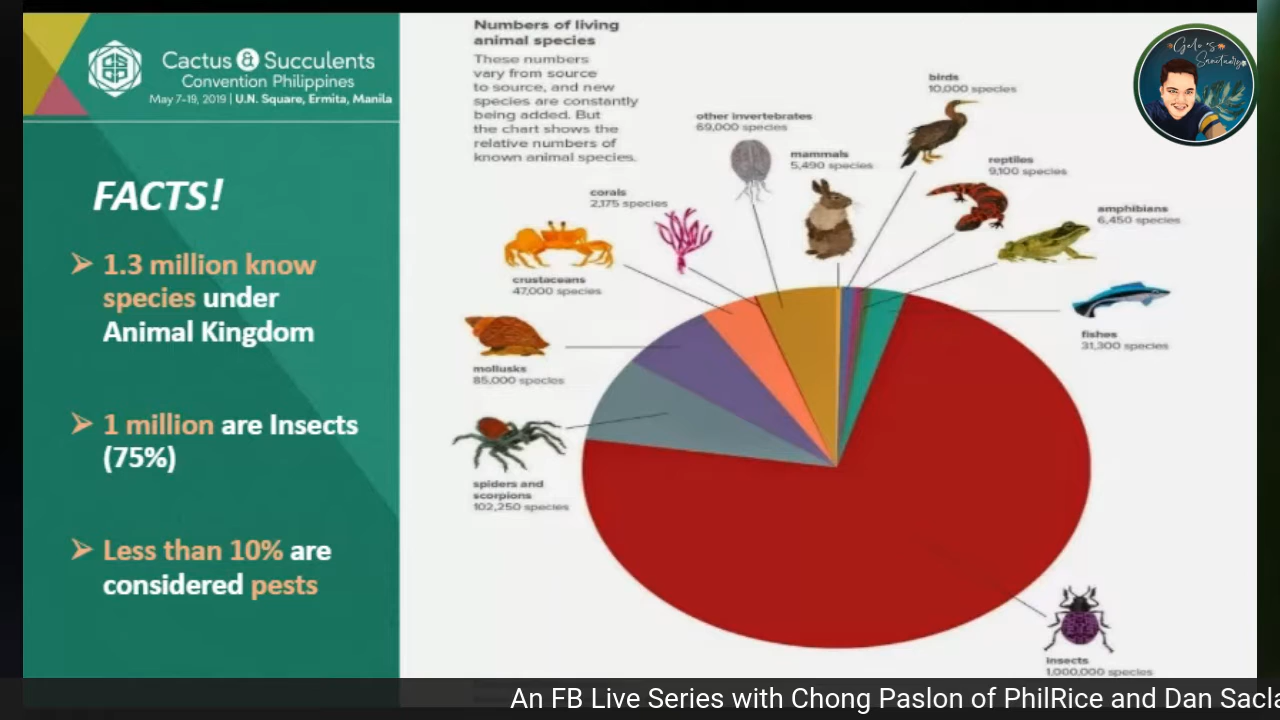 Cactus & Succulents
Convention Philippines
May 7-19, 2019 | U.N. Square, Ermita, Manila
FACTS!
➢ 1.3 million know
species under
Animal Kingdom
➢ 1 million are Insects
(75%)
➢ Less than 10% are
considered pests
Numbers of living
animal species
These numbers
vary from source
to source, and new
species are constantly
being added. But
the chart shows the
relative numbers of
known animal species.
birds
10,000 species
other invertebrates
69,000 species
mammals
5,490 species
reptiles
9,100 species
corals
2,175 species
amphibians
6,450 species
crustaceans
47,000 species
fishes
31,300 species
mollusks
85,000 species
spiders and
scorpions
102,250 species
insects
1,000,000 species
Gelo's
Sanctuary
An FB Live Series with Chong Paslon of PhilRice and Dan Sacla